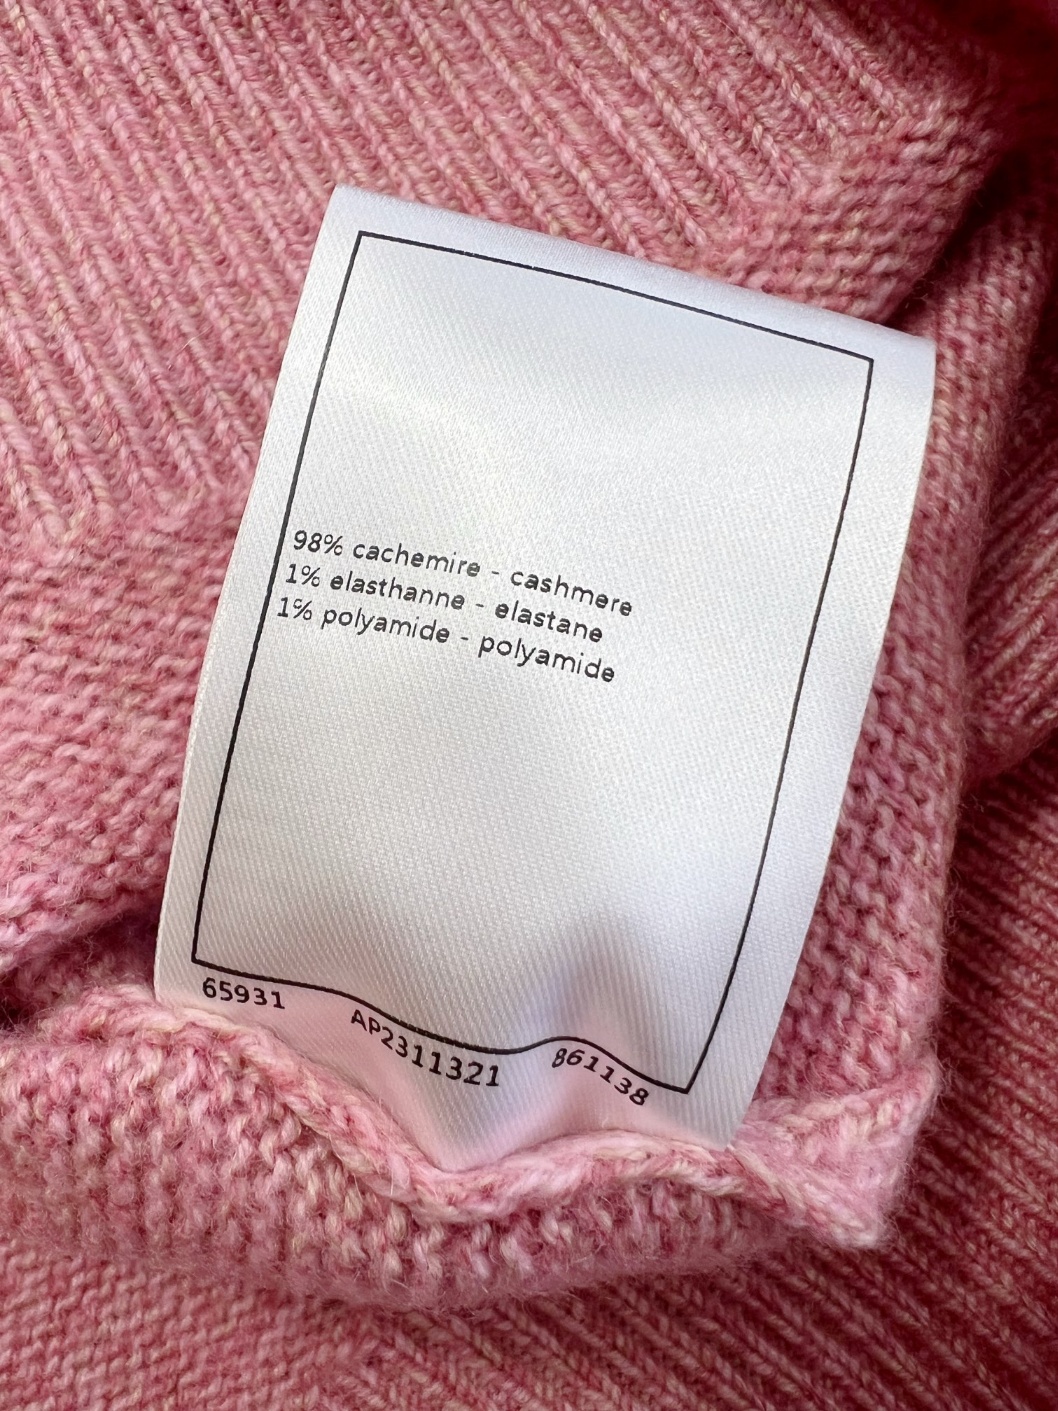 98% cachemire - cashmere
1% elasthanne - elastane
1% polyamide - polyamide
65931 AP2311321 861138